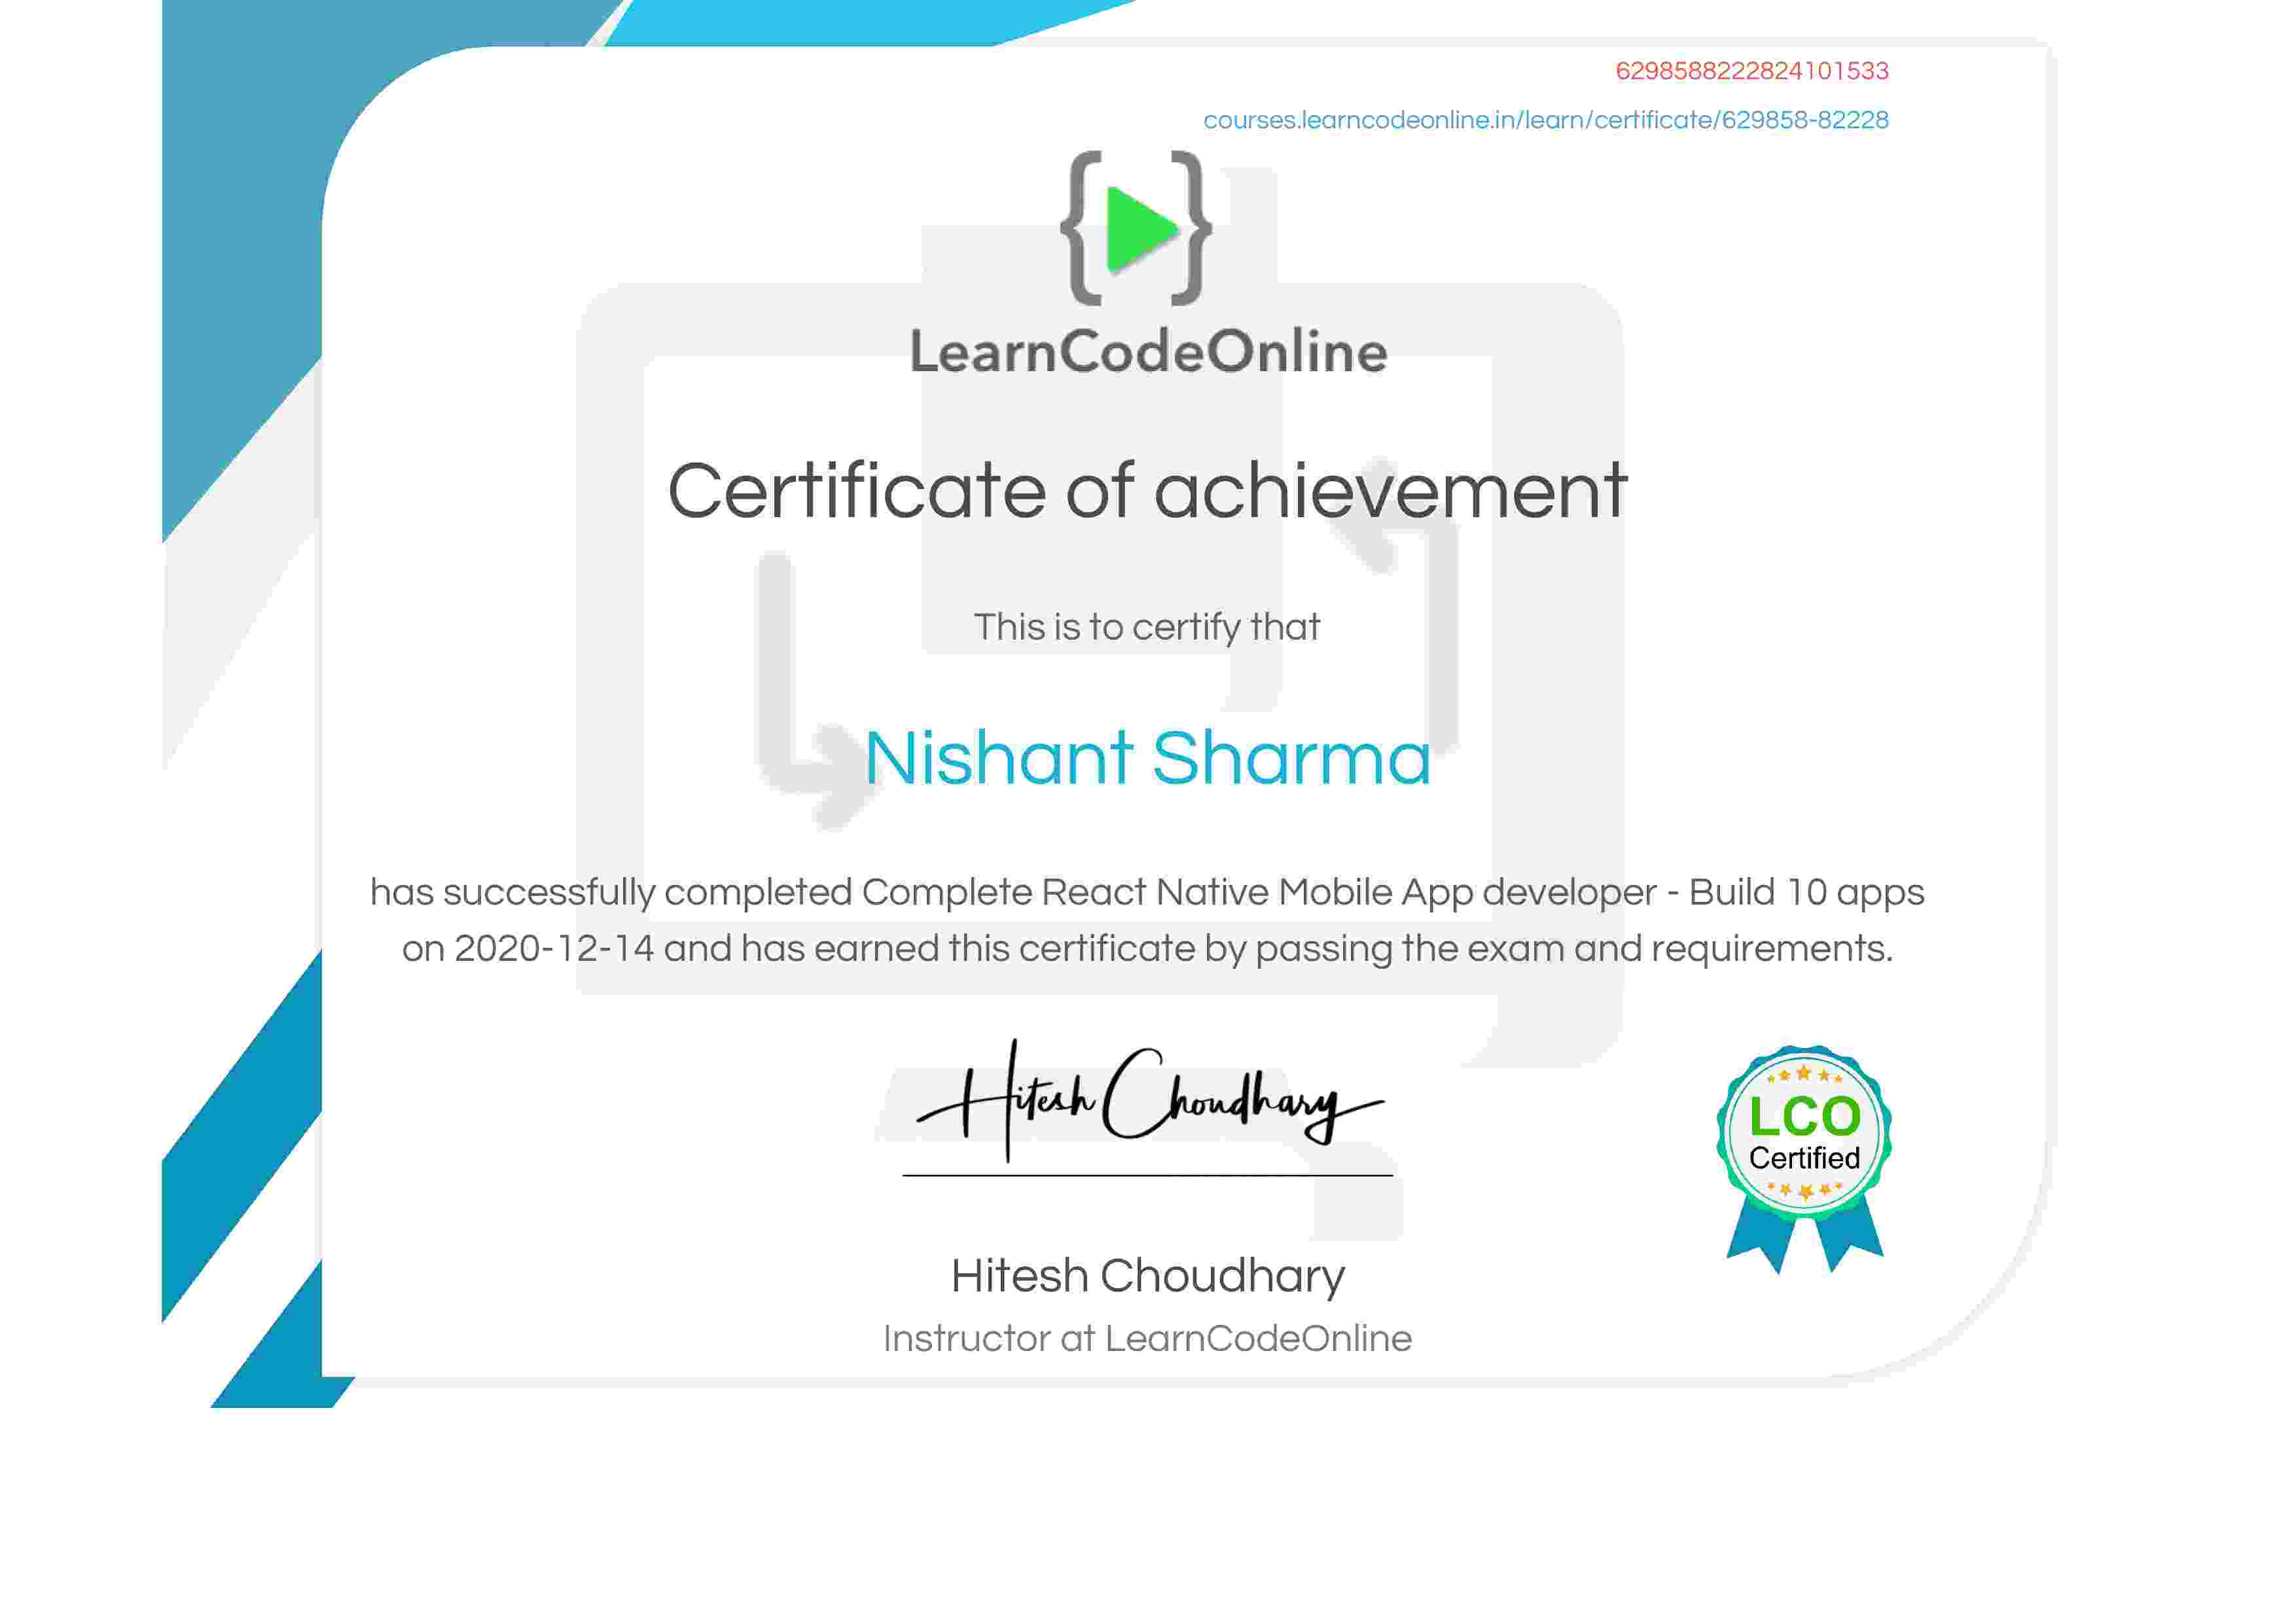 6298588222824101533
courses.learncodeonline.in/learn/certificate/629858-82228
LearnCodeOnline
Certificate of achievement
This is to certify that
Nishant Sharma
has successfully completed Complete React Native Mobile App developer - Build 10 apps
on 2020-12-14 and has earned this certificate by passing the exam and requirements.
Hitesh Choudhary
LCO
Certified
Hitesh Choudhary
Instructor at LearnCodeOnline